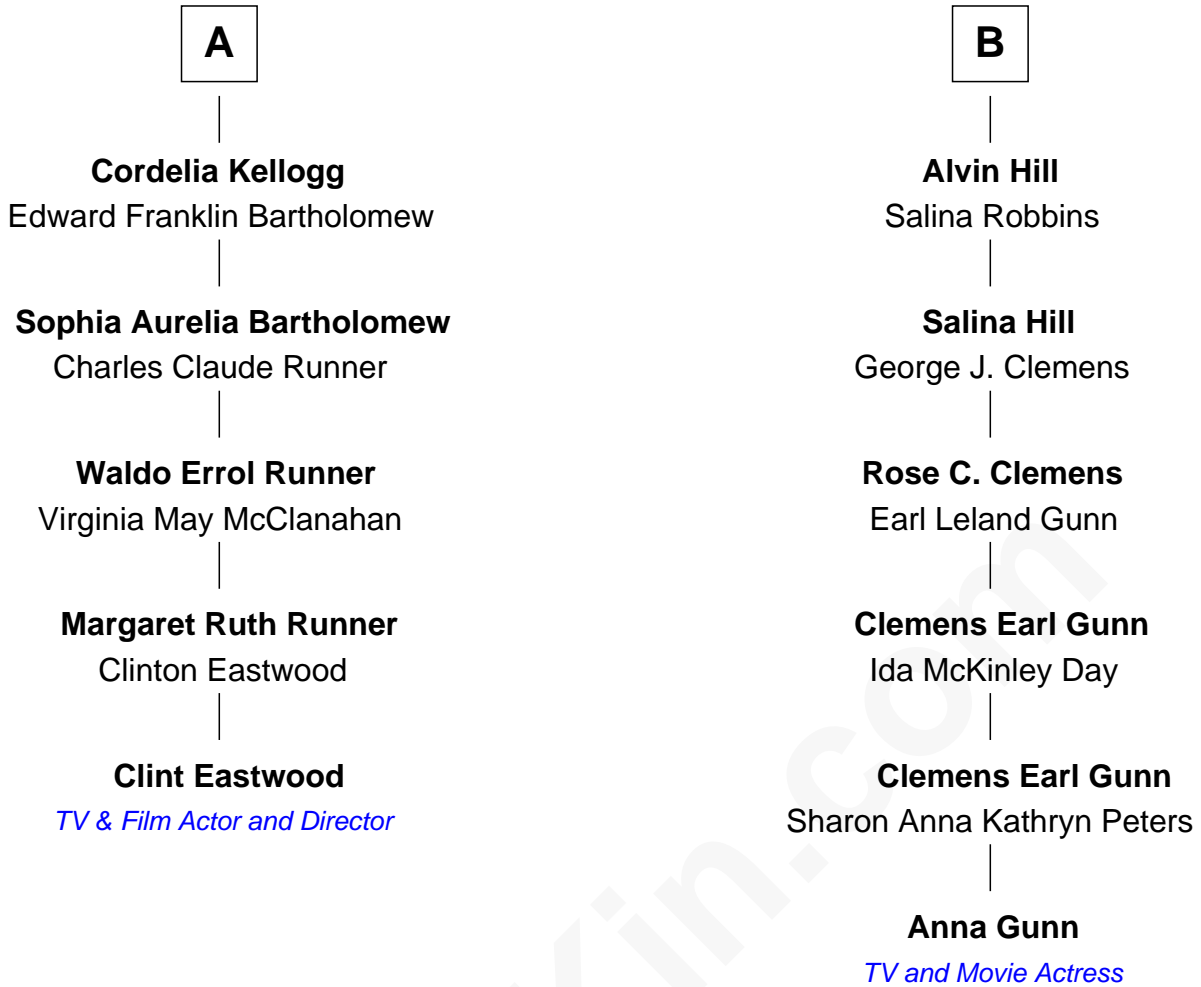 A
Cordelia Kellogg
Edward Franklin Bartholomew
Sophia Aurelia Bartholomew
Charles Claude Runner
Waldo Errol Runner
Virginia May McClanahan
Margaret Ruth Runner
Clinton Eastwood
Clint Eastwood
TV & Film Actor and Director
B
Alvin Hill
Salina Robbins
Salina Hill
George J. Clemens
Rose C. Clemens
Earl Leland Gunn
Clemens Earl Gunn
Ida McKinley Day
Clemens Earl Gunn
Sharon Anna Kathryn Peters
Anna Gunn
TV and Movie Actress
Kin.com